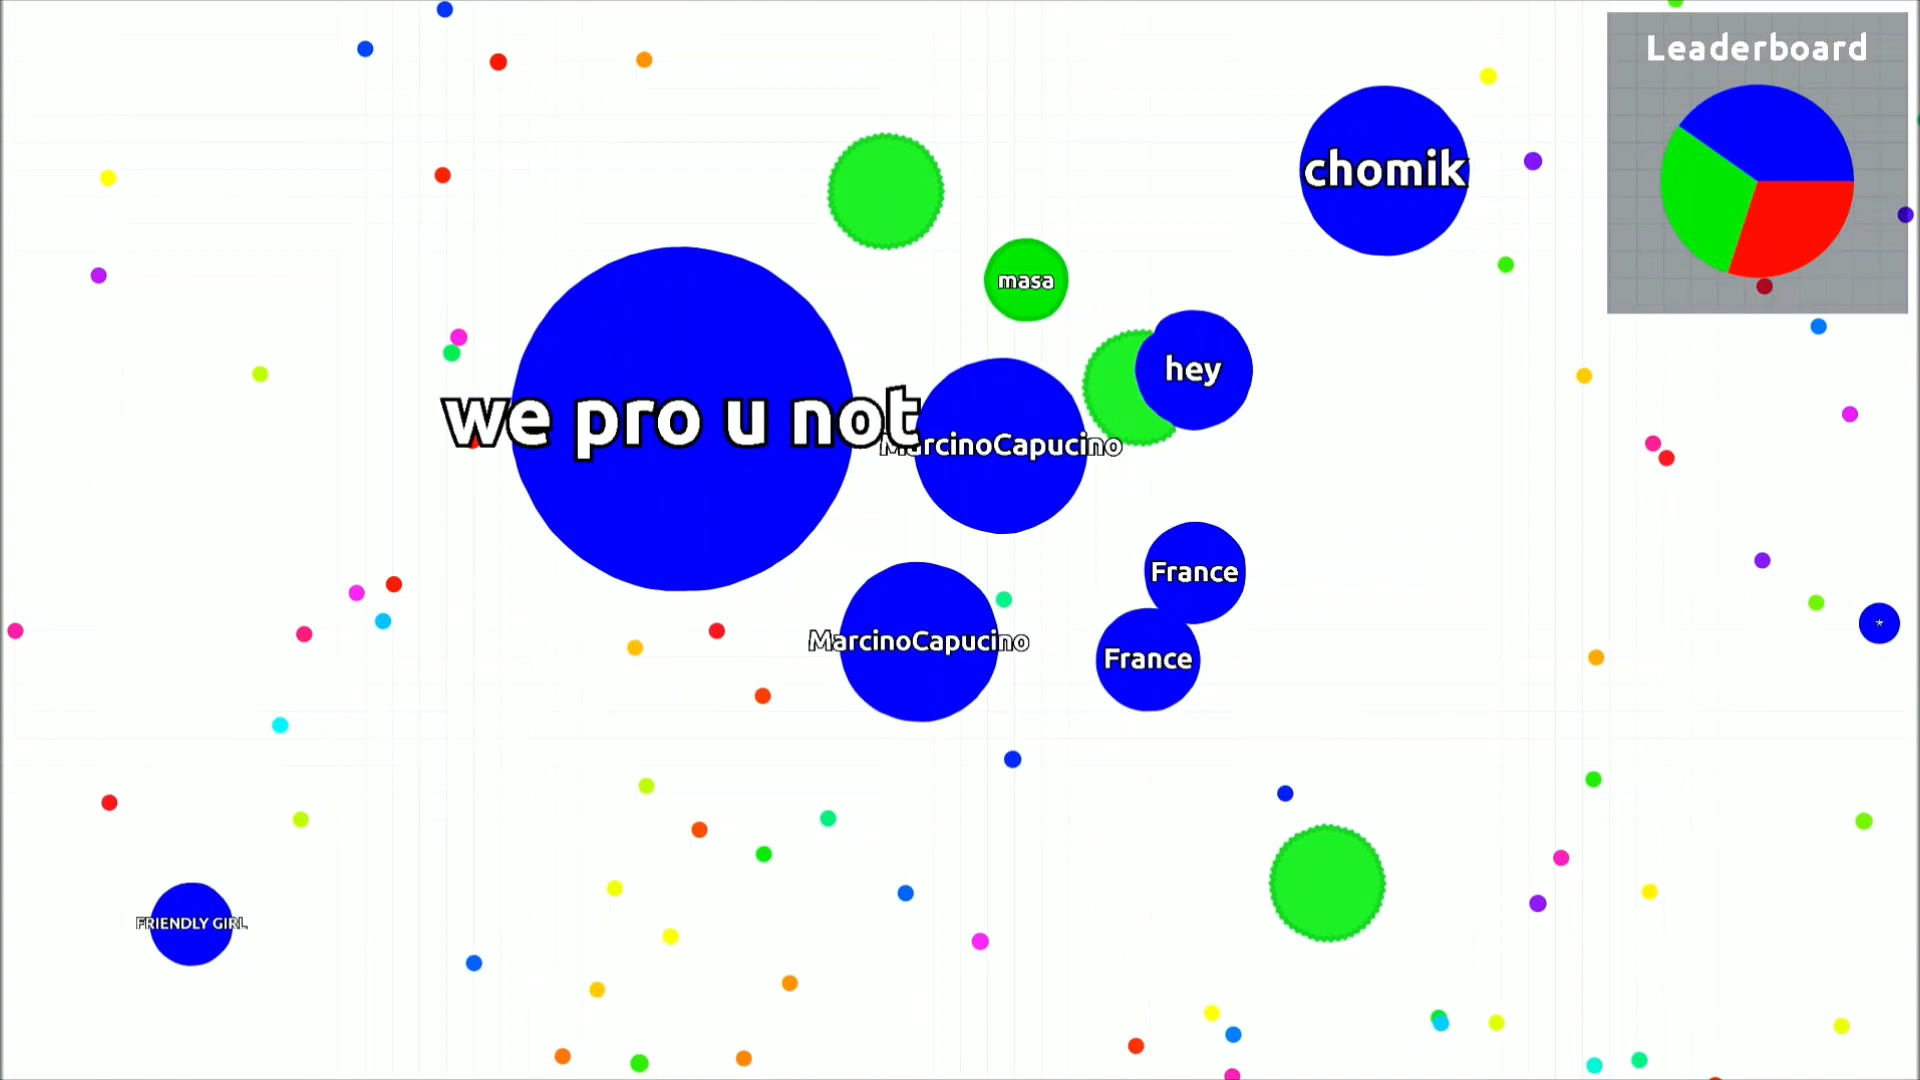 Leaderboard
chomik
masa
hey
we pro u not
MarcinoCapucino
France
MarcinoCapucino
France
*
FRIENDLY GIRL